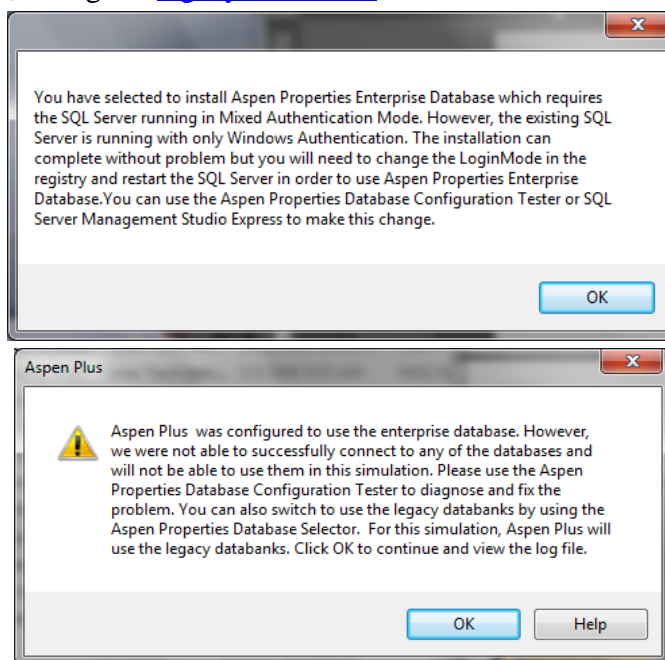 x
You have selected to install Aspen Properties Enterprise Database which requires
the SQL Server running in Mixed Authentication Mode. However, the existing SQL
Server is running with only Windows Authentication. The installation can
complete without problem but you will need to change the LoginMode in the
registry and restart the SQL Server in order to use Aspen Properties Enterprise
Database.You can use the Aspen Properties Database Configuration Tester or SQL
Server Management Studio Express to make this change.
OK
Aspen Plus
x
Aspen Plus was configured to use the enterprise database. However,
we were not able to successfully connect to any of the databases and
will not be able to use them in this simulation. Please use the Aspen
Properties Database Configuration Tester to diagnose and fix the
problem. You can also switch to use the legacy databanks by using the
Aspen Properties Database Selector. For this simulation, Aspen Plus will
use the legacy databanks. Click OK to continue and view the log file.
OK Help